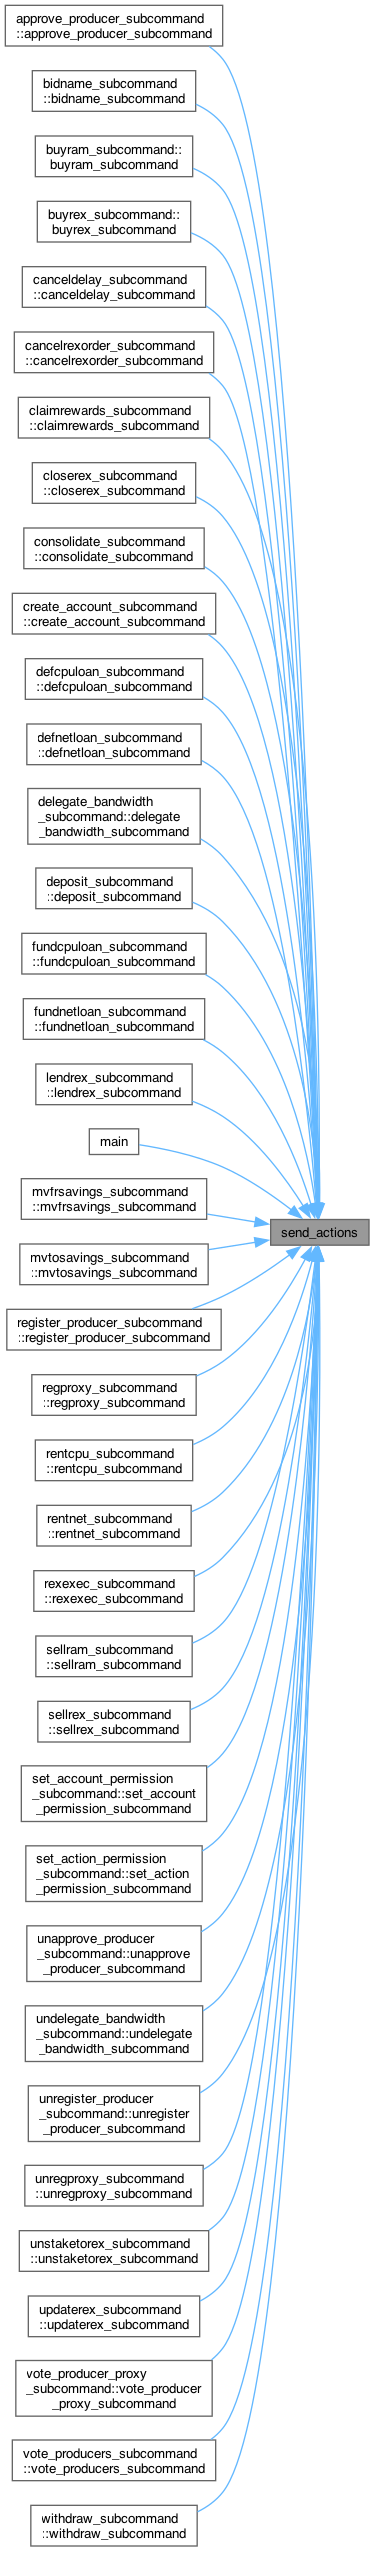 approve_producer_subcommand
::approve_producer_subcommand
bidname_subcommand
::bidname_subcommand
buyram_subcommand::
buyram_subcommand
buyrex_subcommand::
buyrex_subcommand
canceldelay_subcommand
::canceldelay_subcommand
cancelrexorder_subcommand
::cancelrexorder_subcommand
claimrewards_subcommand
::claimrewards_subcommand
closerex_subcommand
::closerex_subcommand
consolidate_subcommand
::consolidate_subcommand
create_account_subcommand
::create_account_subcommand
defcpuloan_subcommand
::defcpuloan_subcommand
defnetloan_subcommand
::defnetloan_subcommand
delegate_bandwidth
_subcommand::delegate
_bandwidth_subcommand
deposit_subcommand
::deposit_subcommand
fundcpuloan_subcommand
::fundcpuloan_subcommand
fundnetloan_subcommand
::fundnetloan_subcommand
lendrex_subcommand
::lendrex_subcommand
main
mvfrsavings_subcommand
::mvfrsavings_subcommand
send_actions
mvtosavings_subcommand
::mvtosavings_subcommand
register_producer_subcommand
::register_producer_subcommand
regproxy_subcommand
::regproxy_subcommand
rentcpu_subcommand
::rentcpu_subcommand
rentnet_subcommand
::rentnet_subcommand
rexexec_subcommand
::rexexec_subcommand
sellram_subcommand
::sellram_subcommand
sellrex_subcommand
::sellrex_subcommand
set_account_permission
_subcommand::set_account
_permission_subcommand
set_action_permission
_subcommand::set_action
_permission_subcommand
unapprove_producer
_subcommand::unapprove
_producer_subcommand
undelegate_bandwidth
_subcommand::undelegate
_bandwidth_subcommand
unregister_producer
_subcommand::unregister
_producer_subcommand
unregproxy_subcommand
::unregproxy_subcommand
unstaketorex_subcommand
::unstaketorex_subcommand
updaterex_subcommand
::updaterex_subcommand
vote_producer_proxy
_subcommand::vote_producer
_proxy_subcommand
vote_producers_subcommand
::vote_producers_subcommand
withdraw_subcommand
::withdraw_subcommand